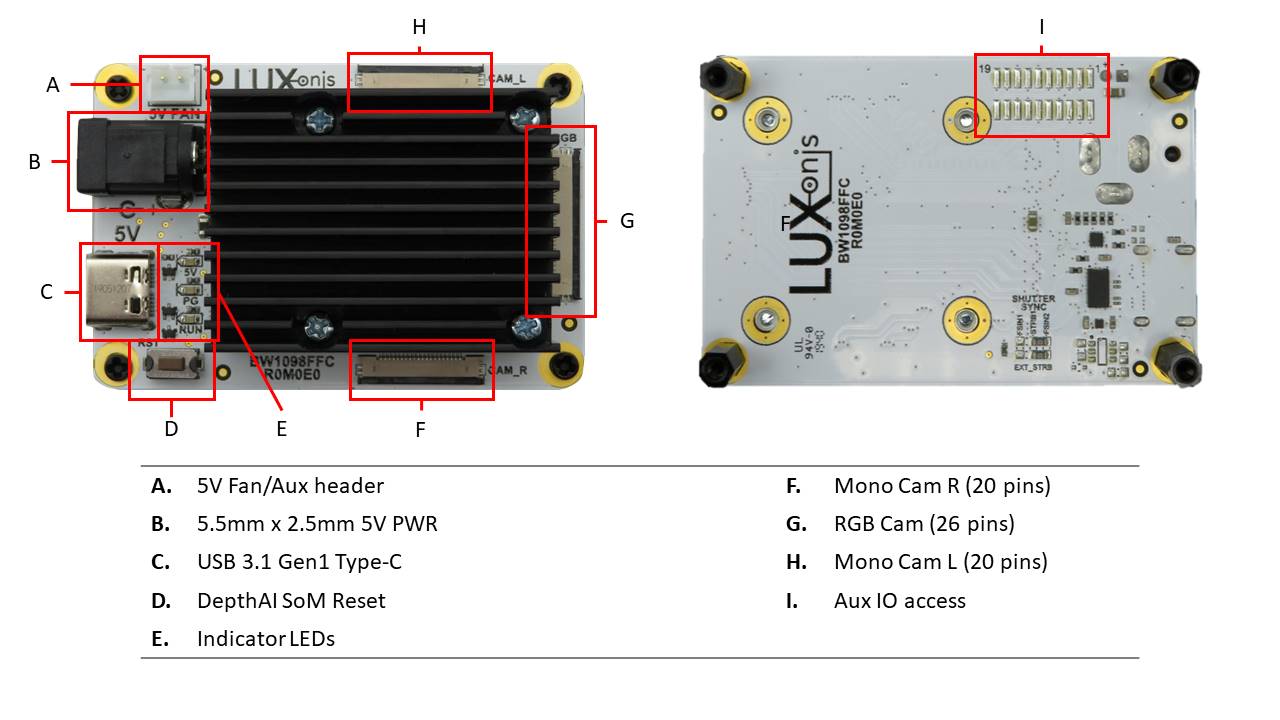 H
I
A
LUXonis
CAM_L
19
1
5V FAN
B
RGB
C
5V
G
LUXonis
BW1098FFC
R0M0E0
F
C
5V
PG
RUN
RST
SHUTTER
SYNC
FSIN1
STRB
FSIN2
EXT_STRB
UL
94V-0
BW1098FFC
R0M0E0
CAM_R
D
E
F
A. 5V Fan/Aux header
B. 5.5mm x 2.5mm 5V PWR
C. USB 3.1 Gen1 Type-C
D. DepthAI SoM Reset
E. Indicator LEDs
F. Mono Cam R (20 pins)
G. RGB Cam (26 pins)
H. Mono Cam L (20 pins)
I. Aux IO access